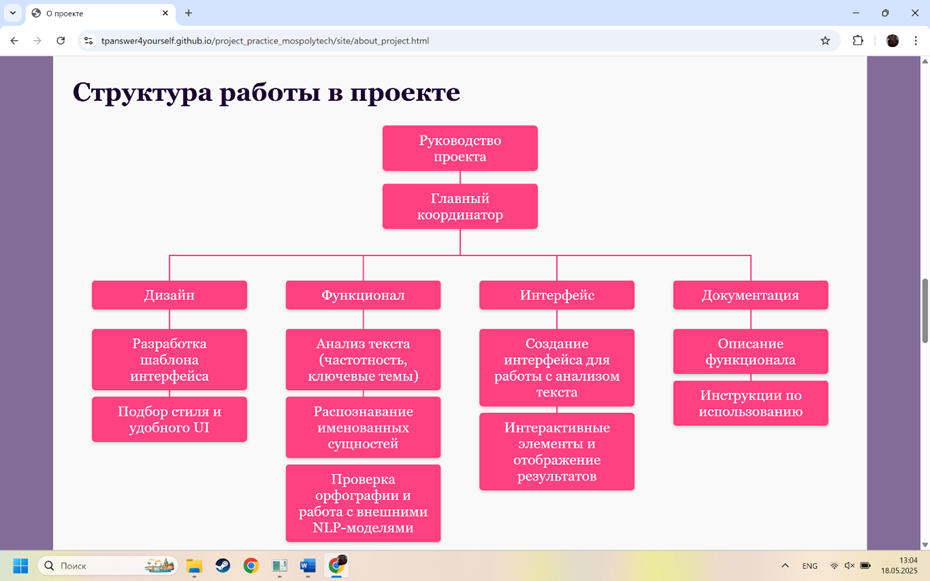 О проекте
tpanswer4yourself.github.io/project_practice_mospolytech/site/about_project.html
Структура работы в проекте
Руководство
проекта
Главный
координатор
Дизайн
Разработка
шаблона
интерфейса
Подбор стиля и
удобного UI
Функционал
Анализ текста
(частотность,
ключевые темы)
Распознавание
именованных
сущностей
Проверка
орфографии и
работа с внешними
NLP-моделями
Интерфейс
Создание
интерфейса для
работы с анализом
текста
Интерактивные
элементы и
отображение
результатов
Документация
Описание
функционала
Инструкции по
использованию
Поиск
ENG
13:04
18.05.2025